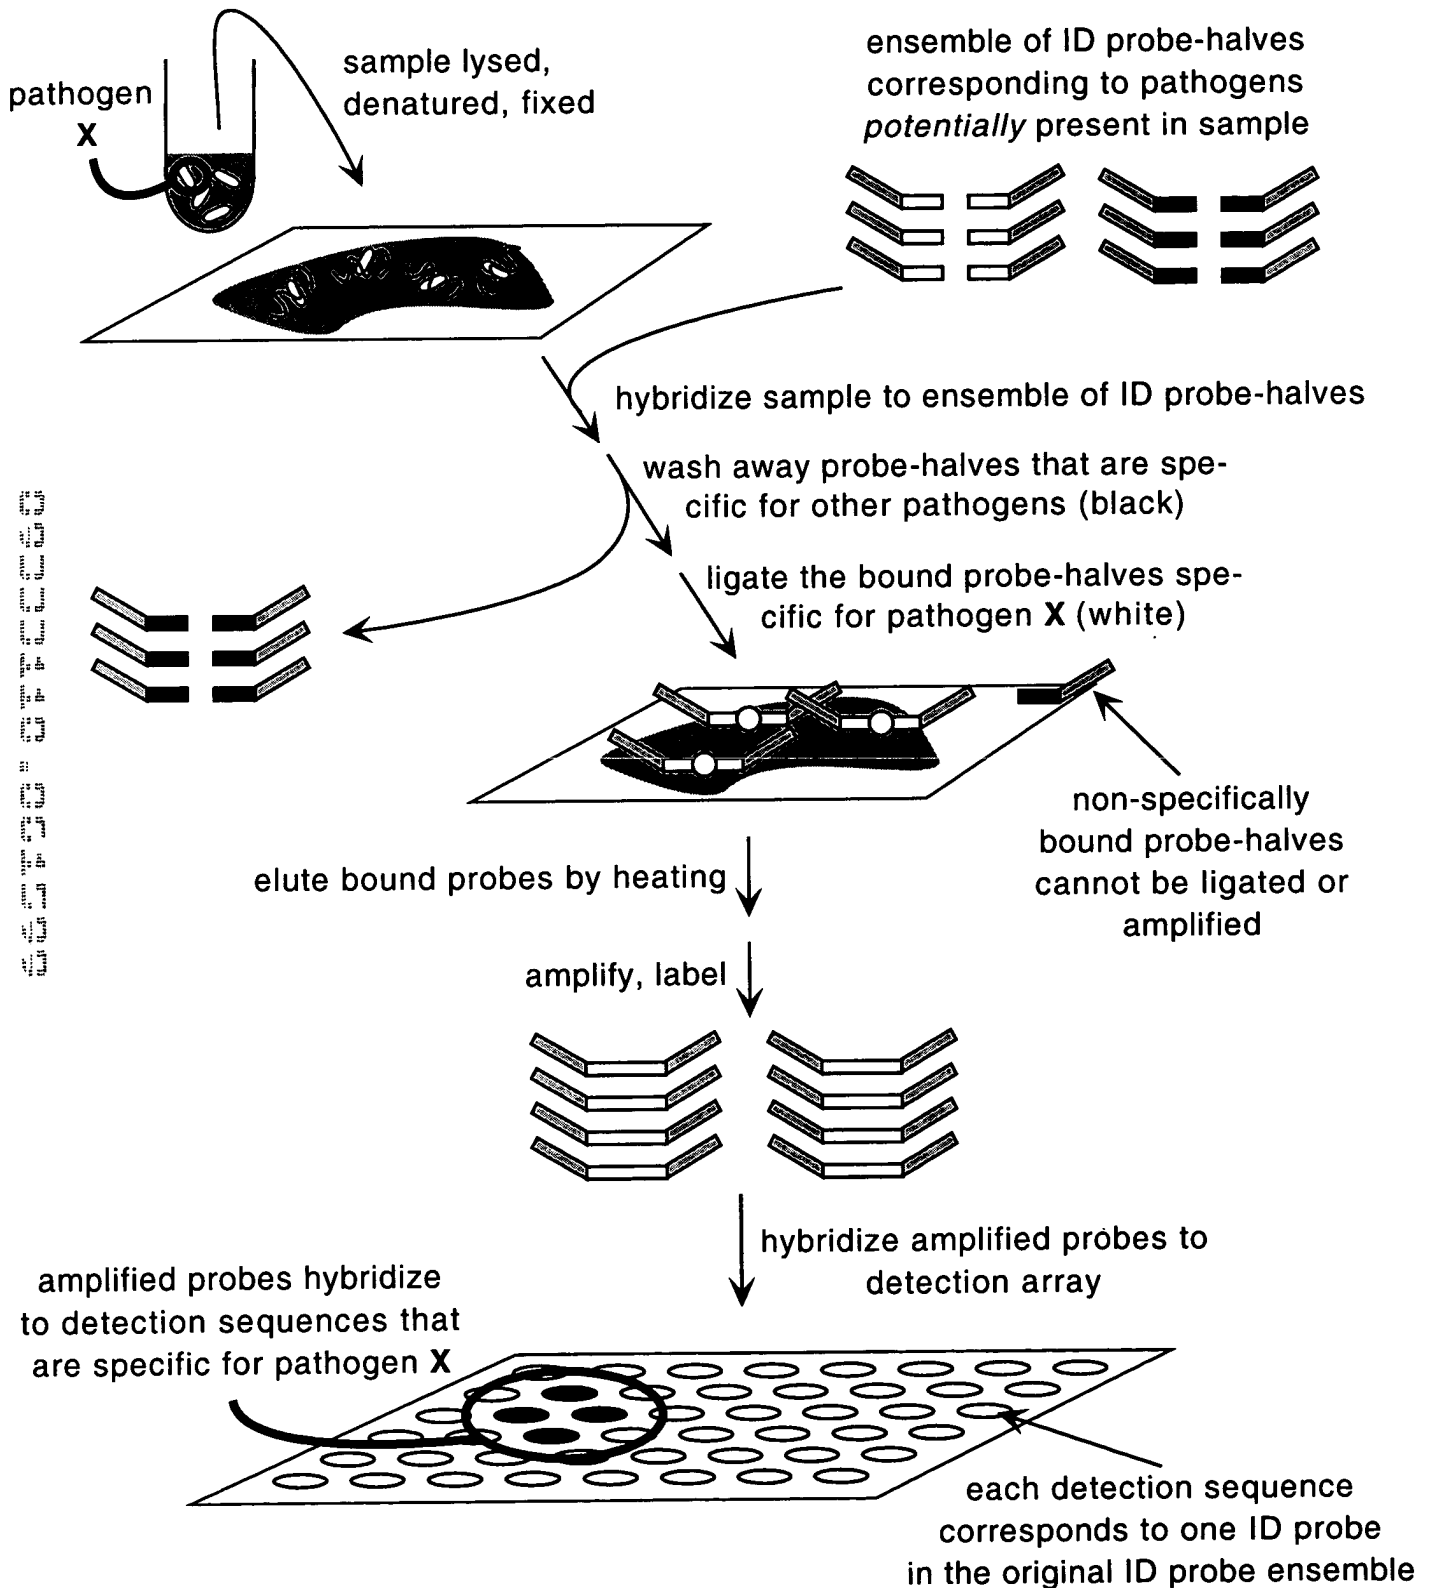 pathogen
X
sample lysed,
denatured, fixed
ensemble of ID probe-halves
corresponding to pathogens
potentially present in sample
hybridize sample to ensemble of ID probe-halves
wash away probe-halves that are spe-
cific for other pathogens (black)
ligate the bound probe-halves spe-
cific for pathogen X (white)
non-specifically
bound probe-halves
cannot be ligated or
amplified
elute bound probes by heating
amplify, label
hybridize amplified probes to
detection array
amplified probes hybridize
to detection sequences that
are specific for pathogen X
each detection sequence
corresponds to one ID probe
in the original ID probe ensemble